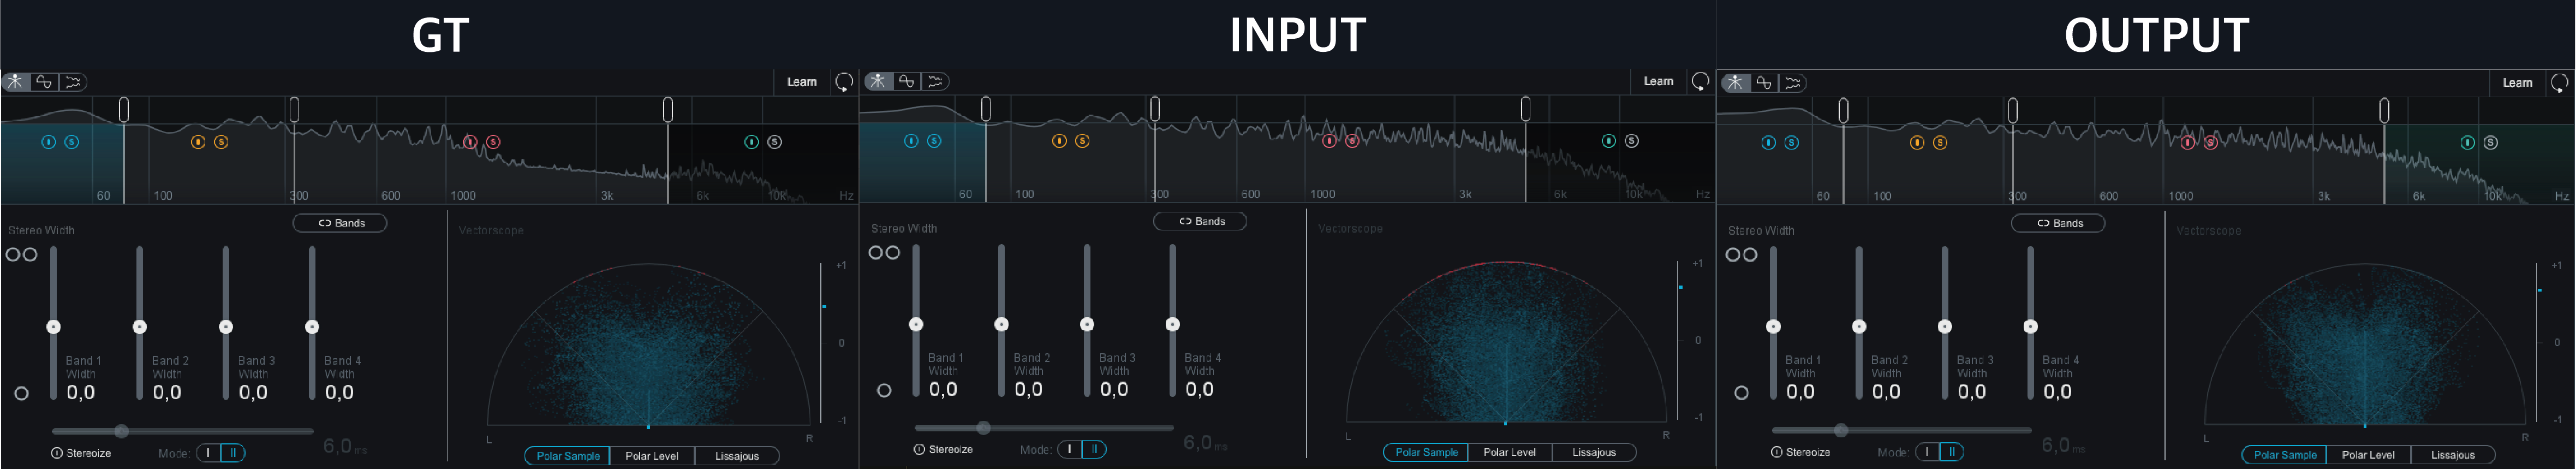 GT
INPUT
OUTPUT
Learn
60 100 300 600 1000 3k 6k 10k Hz
Bands
Stereo Width
Vectorscope
+1
0
-1
Band 1 Width 0,0
Band 2 Width 0,0
Band 3 Width 0,0
Band 4 Width 0,0
L R
Stereoize Mode: I II 6,0 ms
Polar Sample Polar Level Lissajous
Learn
60 100 300 600 1000 3k 6k 10k Hz
Bands
Stereo Width
Vectorscope
+1
0
-1
Band 1 Width 0,0
Band 2 Width 0,0
Band 3 Width 0,0
Band 4 Width 0,0
L R
Stereoize Mode: I II 6,0 ms
Polar Sample Polar Level Lissajous
Learn
60 100 300 600 1000 3k 6k 10k Hz
Bands
Stereo Width
Vectorscope
+1
0
-1
Band 1 Width 0,0
Band 2 Width 0,0
Band 3 Width 0,0
Band 4 Width 0,0
L R
Stereoize Mode: I II 6,0 ms
Polar Sample Polar Level Lissajous